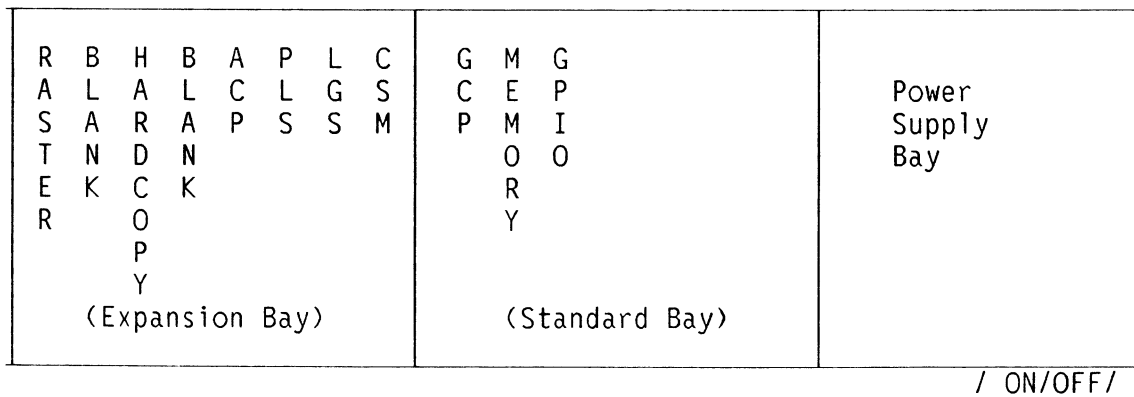 RASTER
BLANK
HARDCOPY
BLANK
ACP
PLS
LGS
CSM
(Expansion Bay)
GCP
MEMORY
GPIO
(Standard Bay)
Power
Supply
Bay
/ ON/OFF/